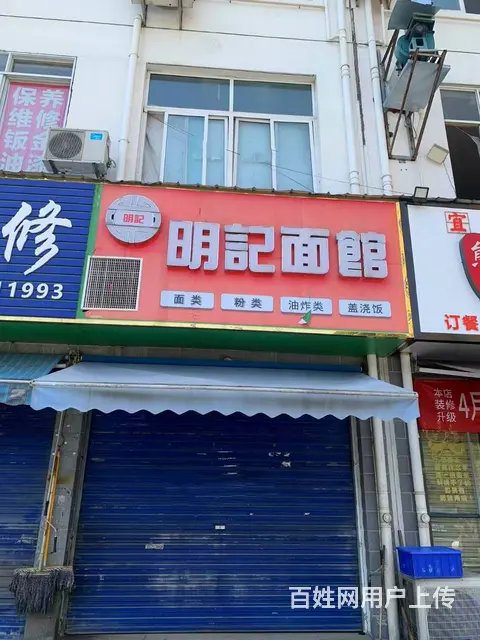 保养
维修
钣金
油漆
修
11993
明記
明記面館
面类 粉类 油炸类 盖浇饭
宜
订餐
本店
装修
升级
4月
百姓网用户上传